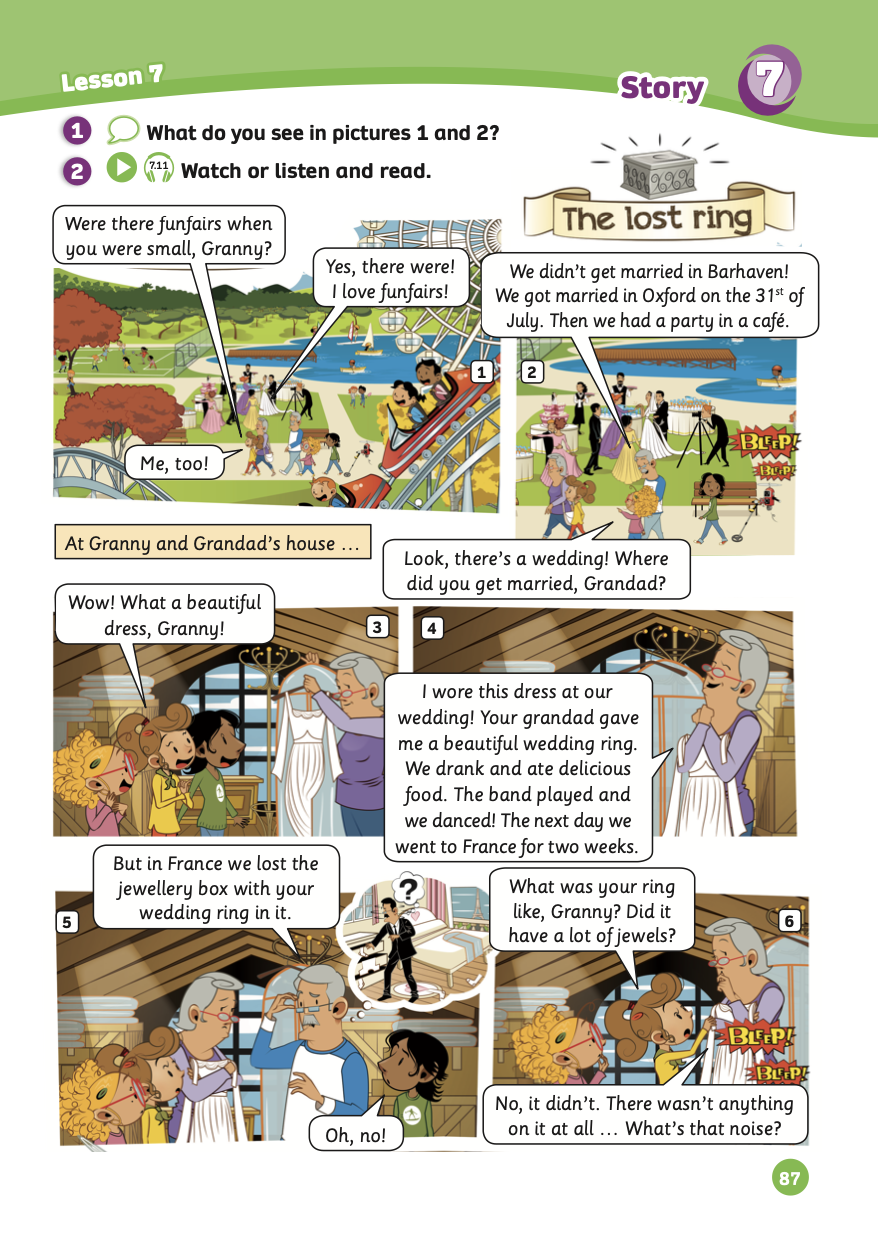 Lesson 7
Story
7
1 What do you see in pictures 1 and 2?
2 7.11 Watch or listen and read.
The lost ring
Were there funfairs when
you were small, Granny?
Yes, there were!
I love funfairs!
Me, too!
1
We didn't get married in Barhaven!
We got married in Oxford on the 31st of
July. Then we had a party in a café.
2
BLEEP!
BLEEP!
Look, there's a wedding! Where
did you get married, Grandad?
At Granny and Grandad's house …
Wow! What a beautiful
dress, Granny!
3
4
I wore this dress at our
wedding! Your grandad gave
me a beautiful wedding ring.
We drank and ate delicious
food. The band played and
we danced! The next day we
went to France for two weeks.
5
But in France we lost the
jewellery box with your
wedding ring in it.
?
Oh, no!
What was your ring
like, Granny? Did it
have a lot of jewels?
6
BLEEP!
BLEEP!
No, it didn't. There wasn't anything
on it at all … What's that noise?
87